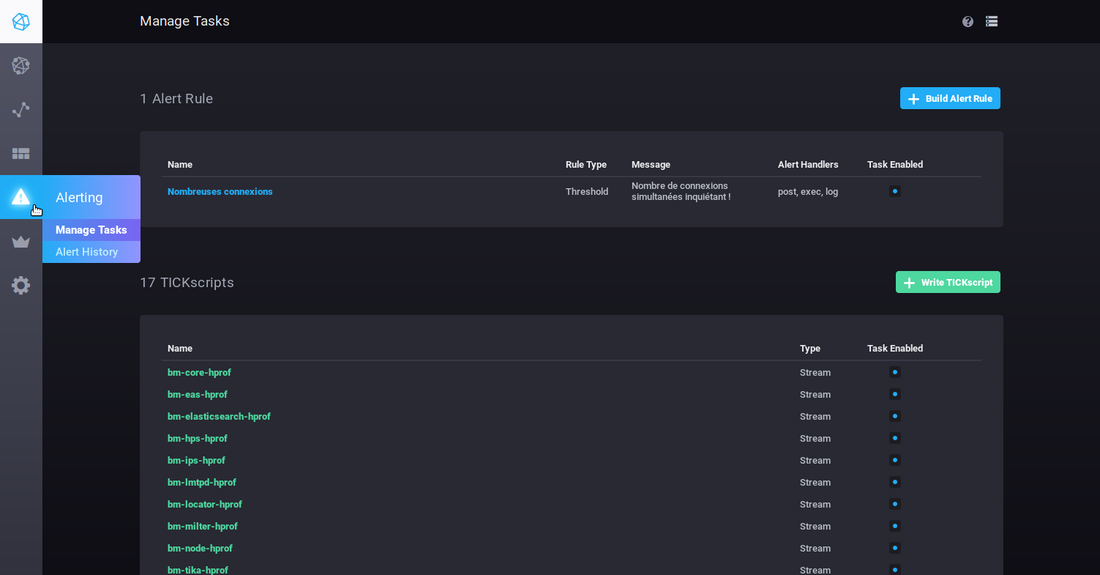 Manage Tasks
1 Alert Rule
Build Alert Rule
Name Rule Type Message Alert Handlers Task Enabled
Nombreuses connexions Threshold Nombre de connexions
simultanées inquiétant ! post, exec, log
Alerting
Manage Tasks
Alert History
17 TICKscripts
Write TICKscript
Name Type Task Enabled
bm-core-hprof Stream
bm-eas-hprof Stream
bm-elasticsearch-hprof Stream
bm-hps-hprof Stream
bm-ips-hprof Stream
bm-lmtpd-hprof Stream
bm-locator-hprof Stream
bm-milter-hprof Stream
bm-node-hprof Stream
bm-tika-hprof Stream